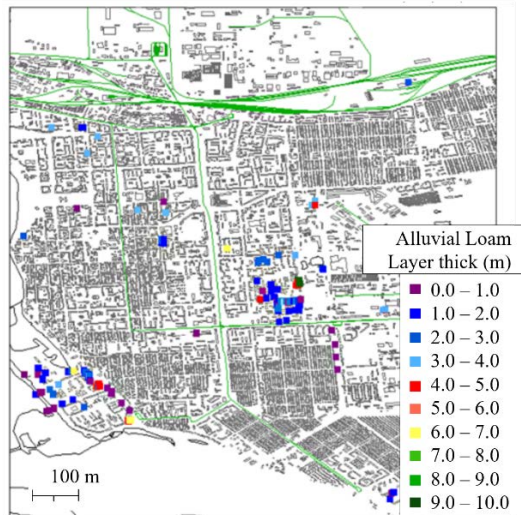 Alluvial Loam
Layer thick (m)
0.0 – 1.0
1.0 – 2.0
2.0 – 3.0
3.0 – 4.0
4.0 – 5.0
5.0 – 6.0
6.0 – 7.0
7.0 – 8.0
8.0 – 9.0
9.0 – 10.0
100 m